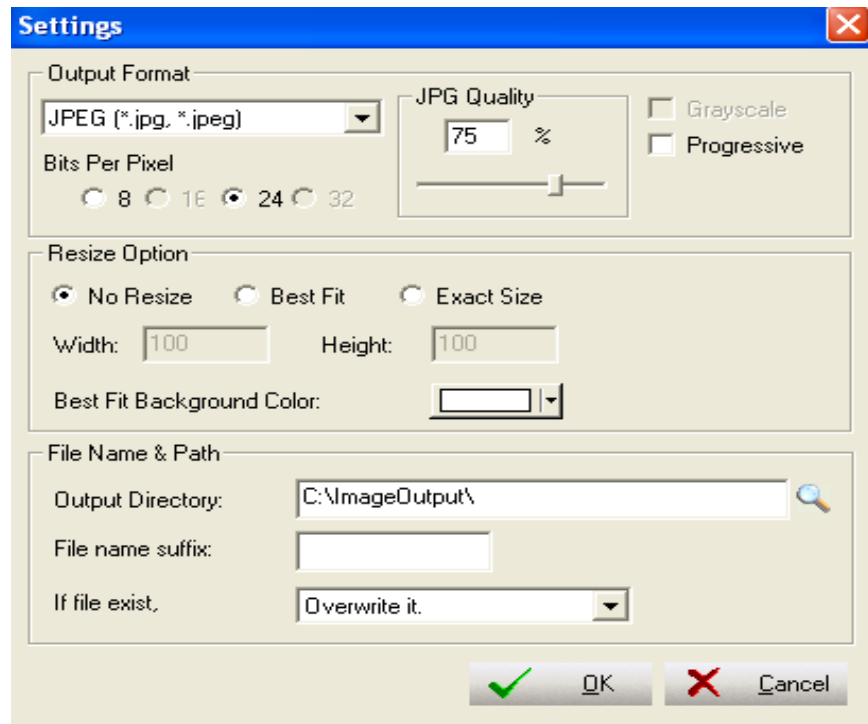 Settings
Output Format
JPEG (*.jpg, *.jpeg)
JPG Quality
75 %
Grayscale
Progressive
Bits Per Pixel
8 16 24 32
Resize Option
No Resize Best Fit Exact Size
Width: 100 Height: 100
Best Fit Background Color:
File Name & Path
Output Directory: C:\ImageOutput\
File name suffix:
If file exist, Overwrite it.
OK Cancel